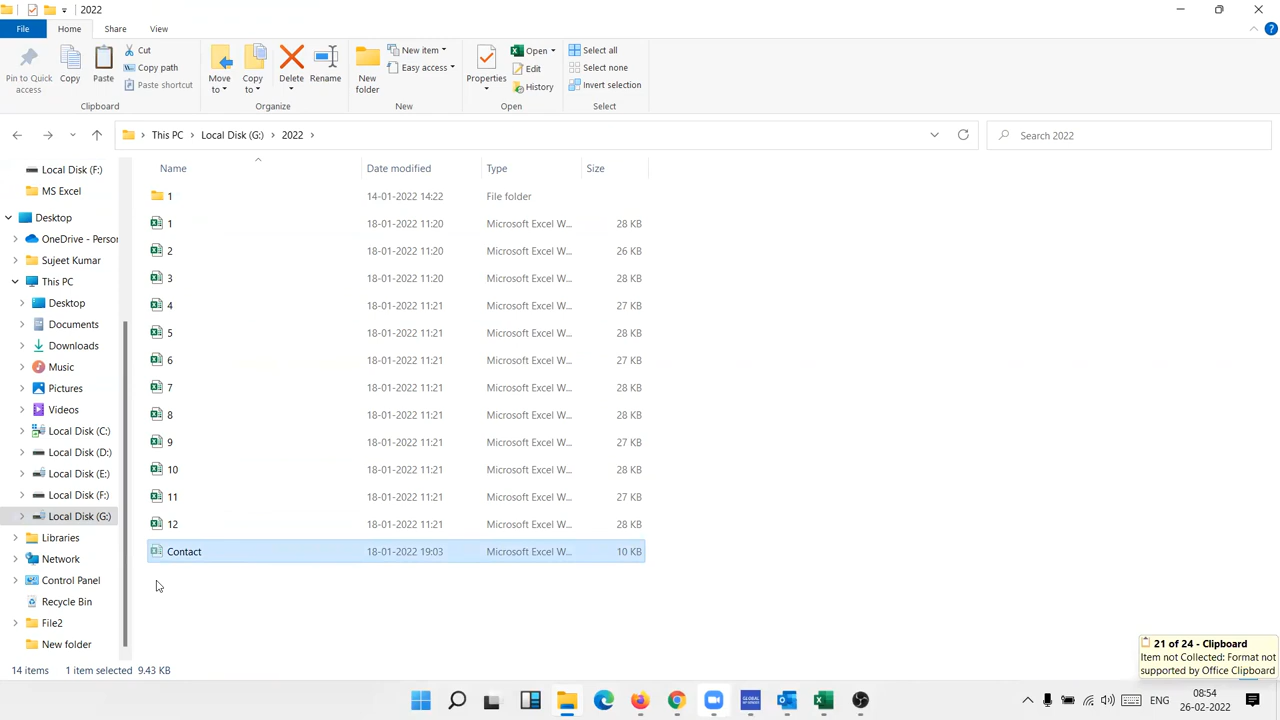 2022
File Home Share View
Pin to Quick access
Copy
Paste
Cut
Copy path
Paste shortcut
Clipboard
Move to
Copy to
Delete
Rename
Organize
New folder
New item
Easy access
New
Properties
Open
Edit
History
Open
Select all
Select none
Invert selection
Select
This PC > Local Disk (G:) > 2022 >
Search 2022
Local Disk (F:)
MS Excel
Desktop
OneDrive - Person
Sujeet Kumar
This PC
Desktop
Documents
Downloads
Music
Pictures
Videos
Local Disk (C:)
Local Disk (D:)
Local Disk (E:)
Local Disk (F:)
Local Disk (G:)
Libraries
Network
Control Panel
Recycle Bin
File2
New folder
Name Date modified Type Size
1 14-01-2022 14:22 File folder
1 18-01-2022 11:20 Microsoft Excel W... 28 KB
2 18-01-2022 11:20 Microsoft Excel W... 26 KB
3 18-01-2022 11:20 Microsoft Excel W... 28 KB
4 18-01-2022 11:21 Microsoft Excel W... 27 KB
5 18-01-2022 11:21 Microsoft Excel W... 28 KB
6 18-01-2022 11:21 Microsoft Excel W... 27 KB
7 18-01-2022 11:21 Microsoft Excel W... 28 KB
8 18-01-2022 11:21 Microsoft Excel W... 28 KB
9 18-01-2022 11:21 Microsoft Excel W... 27 KB
10 18-01-2022 11:21 Microsoft Excel W... 28 KB
11 18-01-2022 11:21 Microsoft Excel W... 27 KB
12 18-01-2022 11:21 Microsoft Excel W... 28 KB
Contact 18-01-2022 19:03 Microsoft Excel W... 10 KB
21 of 24 - Clipboard
Item not Collected: Format not
supported by Office Clipboard
14 items 1 item selected 9.43 KB
ENG
08:54
26-02-2022